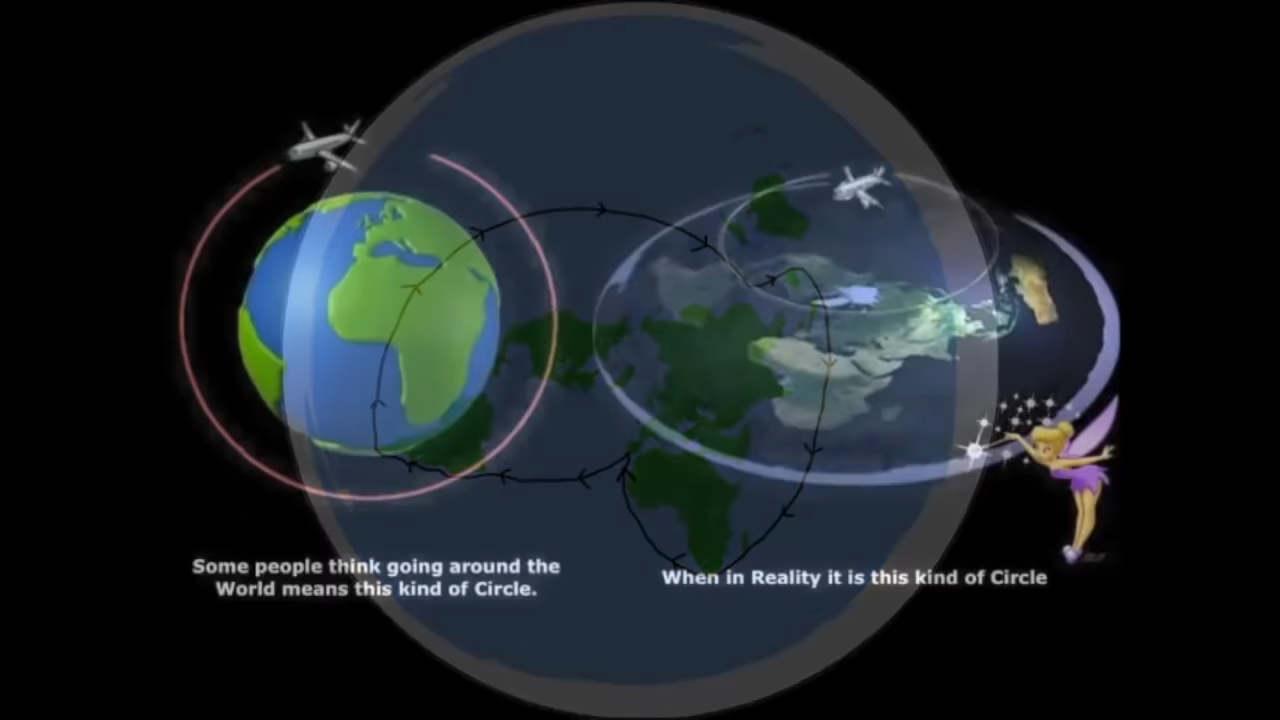 Some people think going around the
World means this kind of Circle.
When in Reality it is this kind of Circle